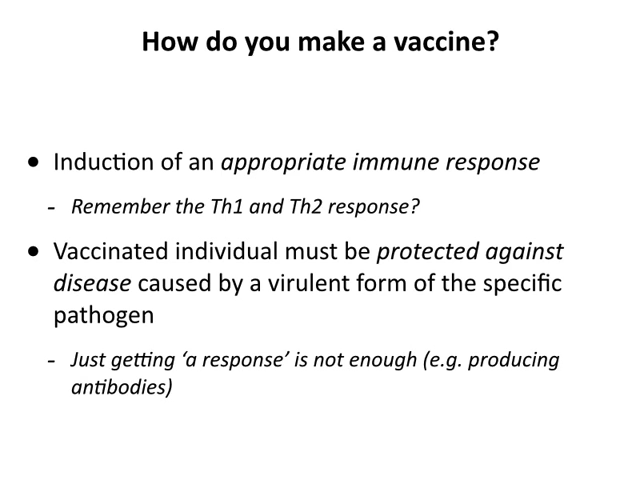 How do you make a vaccine?
• Induction of an appropriate immune response
- Remember the Th1 and Th2 response?
• Vaccinated individual must be protected against
disease caused by a virulent form of the specific
pathogen
- Just getting ‘a response’ is not enough (e.g. producing
antibodies)